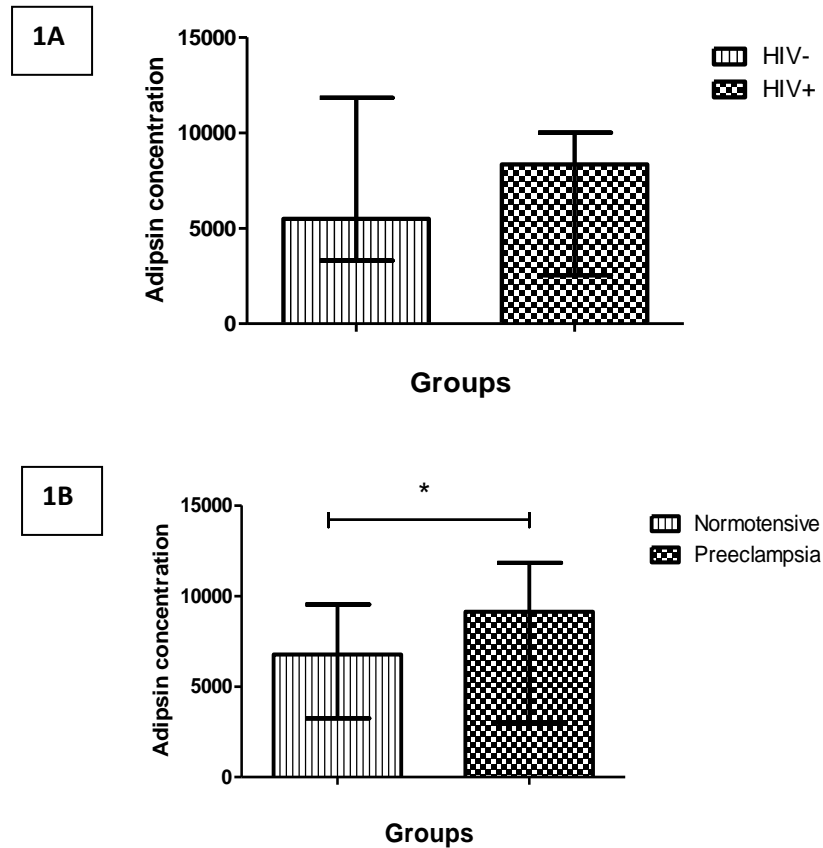 1A
15000
10000
5000
0
Adipsin concentration
Groups
HIV-
HIV+
1B
*
15000
10000
5000
0
Adipsin concentration
Groups
Normotensive
Preeclampsia